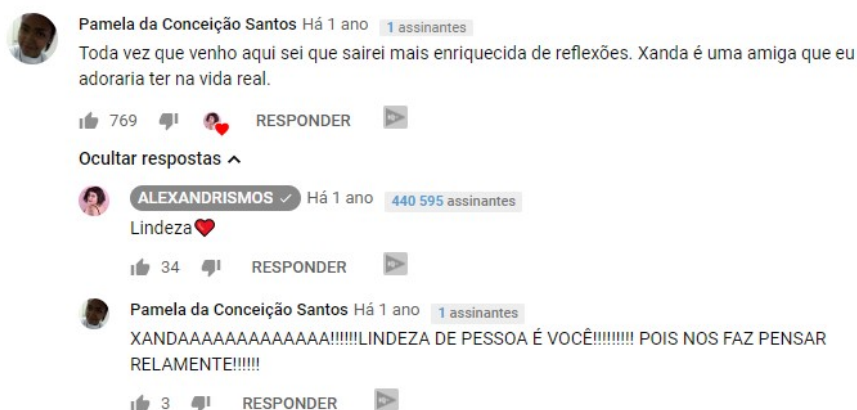 Pamela da Conceição Santos Há 1 ano 1 assinantes
Toda vez que venho aqui sei que sairei mais enriquecida de reflexões. Xanda é uma amiga que eu
adoraria ter na vida real.
769 RESPONDER
Ocultar respostas
ALEXANDRISMOS Há 1 ano 440 595 assinantes
Lindeza❤
34 RESPONDER
Pamela da Conceição Santos Há 1 ano 1 assinantes
XANDAAAAAAAAAAAAA!!!!!!LINDEZA DE PESSOA É VOCÊ!!!!!!!!! POIS NOS FAZ PENSAR
RELAMENTE!!!!!!
3 RESPONDER